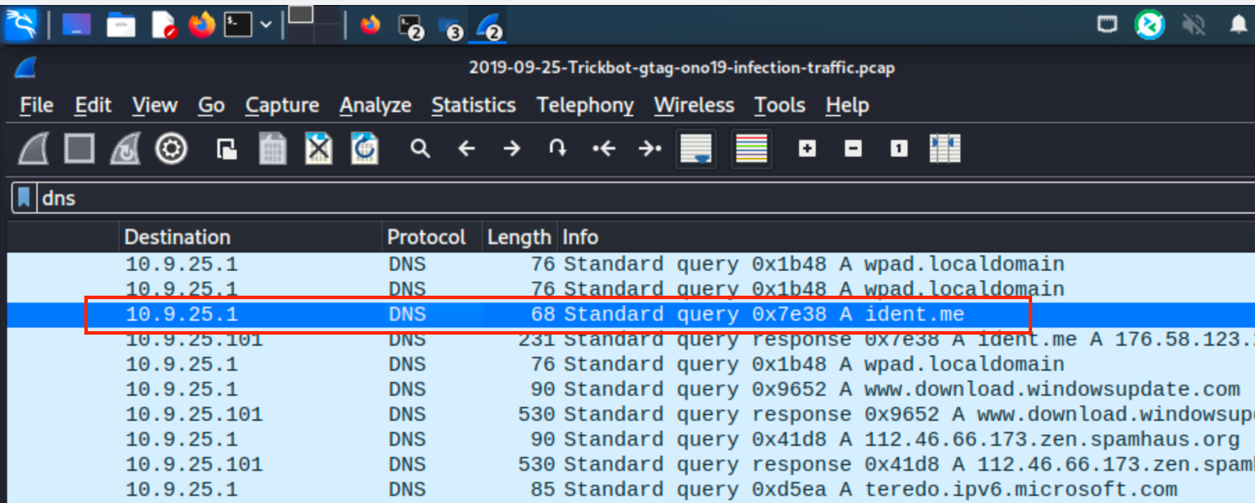 2 3 2
2019-09-25-Trickbot-gtag-ono19-infection-traffic.pcap
File Edit View Go Capture Analyze Statistics Telephony Wireless Tools Help
1
dns
Destination Protocol Length Info
10.9.25.1 DNS 76 Standard query 0x1b48 A wpad.localdomain
10.9.25.1 DNS 76 Standard query 0x1b48 A wpad.localdomain
10.9.25.1 DNS 68 Standard query 0x7e38 A ident.me
10.9.25.101 DNS 231 Standard query response 0x7e38 A ident.me A 176.58.123.
10.9.25.1 DNS 76 Standard query 0x1b48 A wpad.localdomain
10.9.25.1 DNS 90 Standard query 0x9652 A www.download.windowsupdate.com
10.9.25.101 DNS 530 Standard query response 0x9652 A www.download.windowsup
10.9.25.1 DNS 90 Standard query 0x41d8 A 112.46.66.173.zen.spamhaus.org
10.9.25.101 DNS 530 Standard query response 0x41d8 A 112.46.66.173.zen.spam
10.9.25.1 DNS 85 Standard query 0xd5ea A teredo.ipv6.microsoft.com